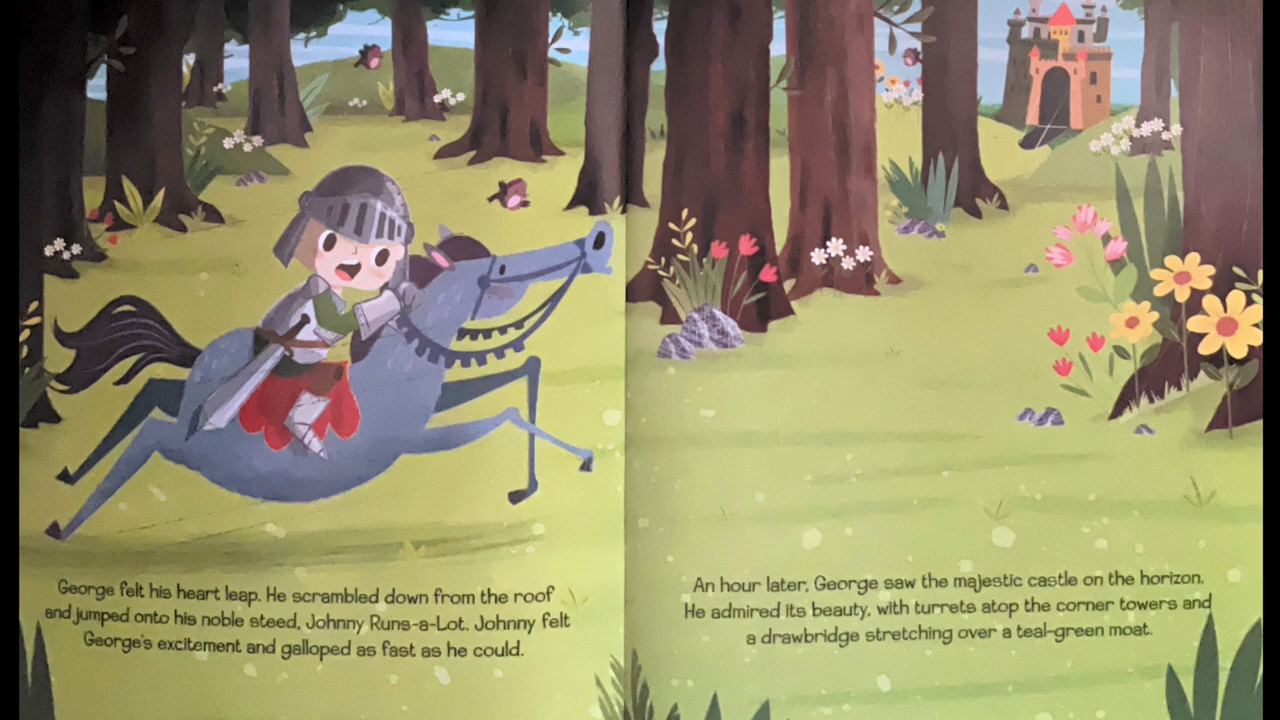 George felt his heart leap. He scrambled down from the roof
and jumped onto his noble steed, Johnny Runs-a-Lot. Johnny felt
George's excitement and galloped as fast as he could.
An hour later, George saw the majestic castle on the horizon.
He admired its beauty, with turrets atop the corner towers and
a drawbridge stretching over a teal-green moat.